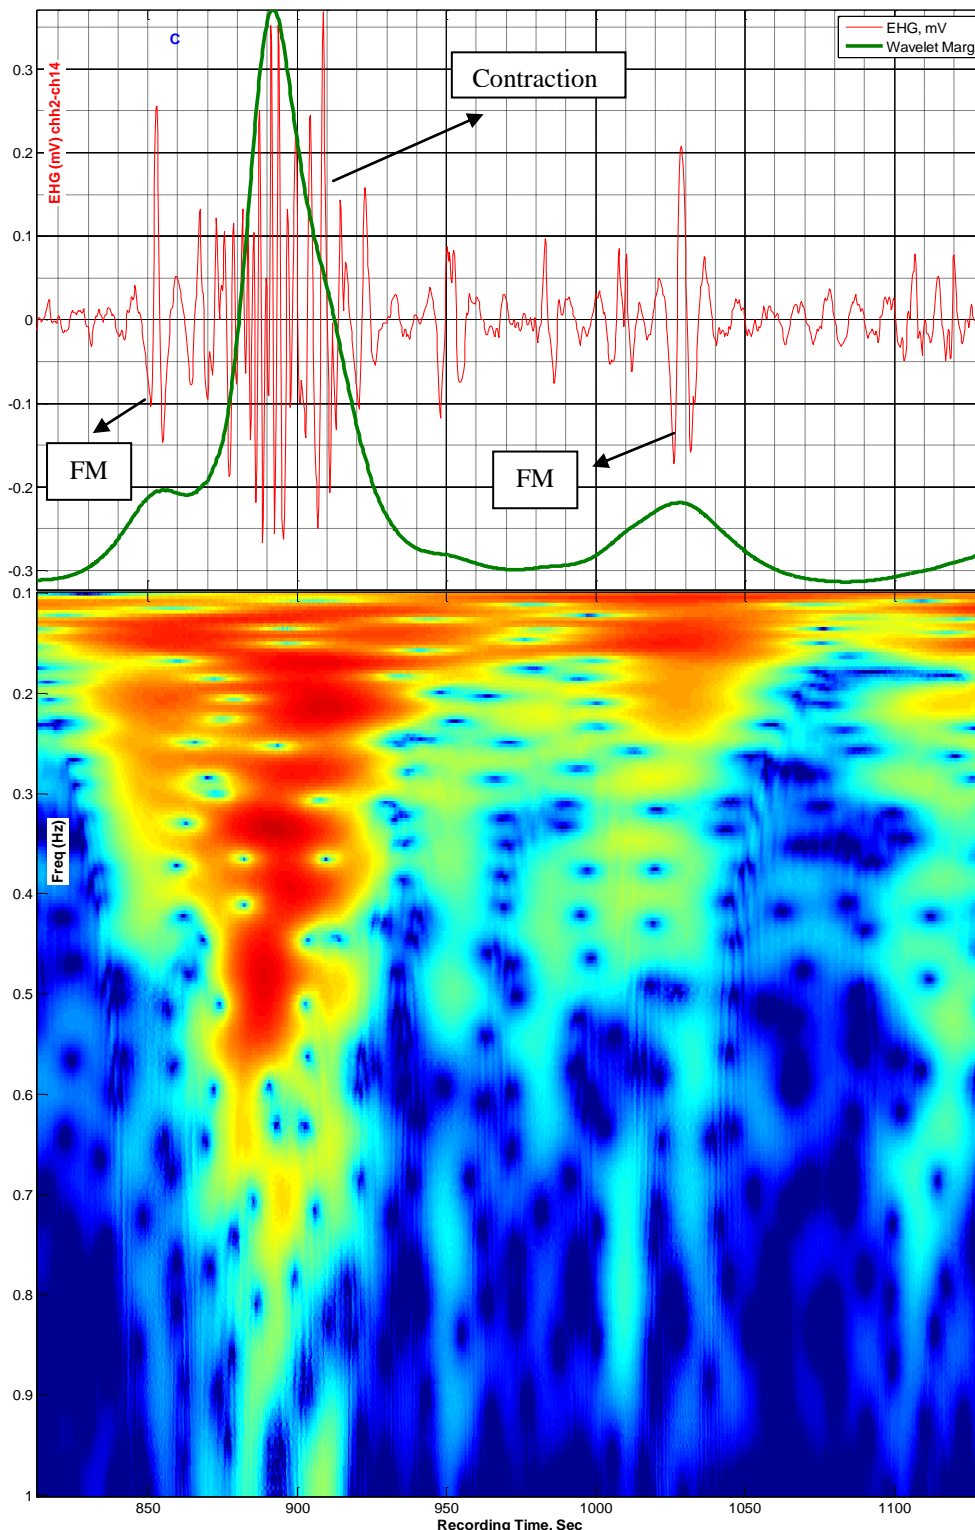 C
EHG, mV
Wavelet Marg
Contraction
EHG (mV) chh2-ch14
0.3
0.2
0.1
0
-0.1
-0.2
-0.3
FM
FM
0.1
0.2
0.3
0.4
0.5
0.6
0.7
0.8
0.9
1
Freq (Hz)
850
900
950
1000
1050
1100
Recording Time, Sec